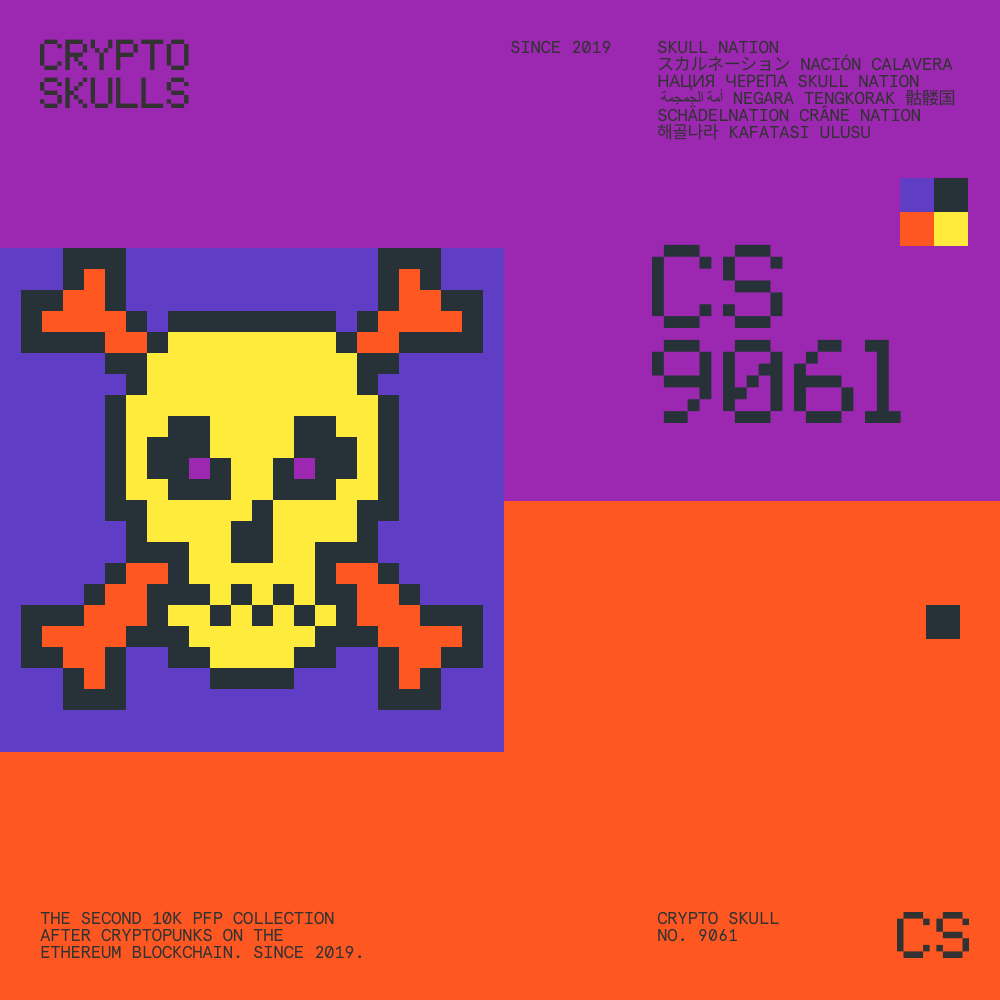 CRYPTO
SKULLS
SINCE 2019
SKULL NATION
スカルネーション NACIÓN CALAVERA
НАЦИЯ ЧЕРЕПА SKULL NATION
أمة الجمجمة NEGARA TENGKORAK 骷髅国
SCHÄDELNATION CRÂNE NATION
해골나라 KAFATASI ULUSU
CS
9061
THE SECOND 10K PFP COLLECTION
AFTER CRYPTOPUNKS ON THE
ETHEREUM BLOCKCHAIN. SINCE 2019.
CRYPTO SKULL
NO. 9061
CS